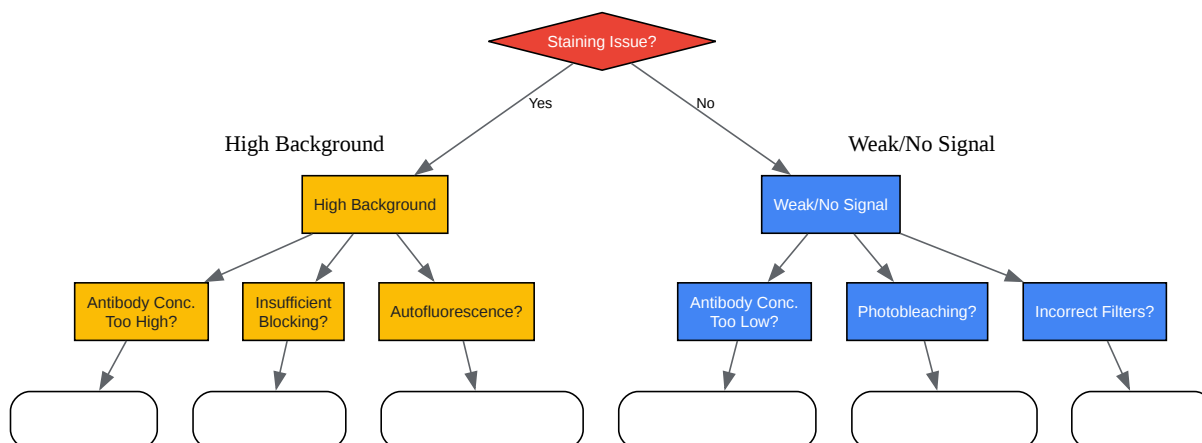 Staining Issue?
Yes
No
High Background
Weak/No Signal
High Background
Weak/No Signal
Antibody Conc.
Too High?
Insufficient
Blocking?
Autofluorescence?
Antibody Conc.
Too Low?
Photobleaching?
Incorrect Filters?